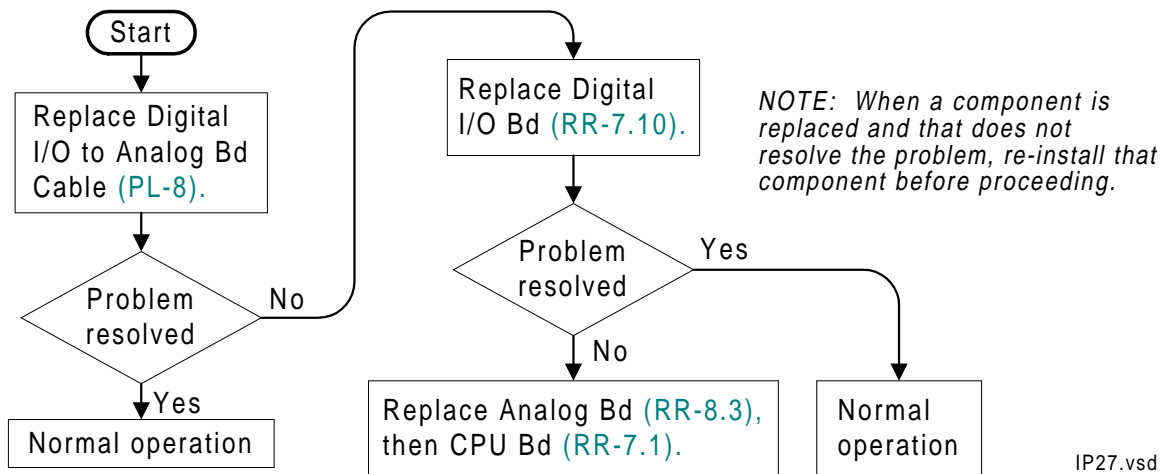 Start
Replace Digital
I/O to Analog Bd
Cable (PL-8).
Problem
resolved
No
Yes
Normal operation
Replace Digital
I/O Bd (RR-7.10).
Problem
resolved
Yes
No
Replace Analog Bd (RR-8.3),
then CPU Bd (RR-7.1).
Normal
operation
NOTE:  When a component is
replaced and that does not
resolve the problem, re-install that
component before proceeding.
IP27.vsd